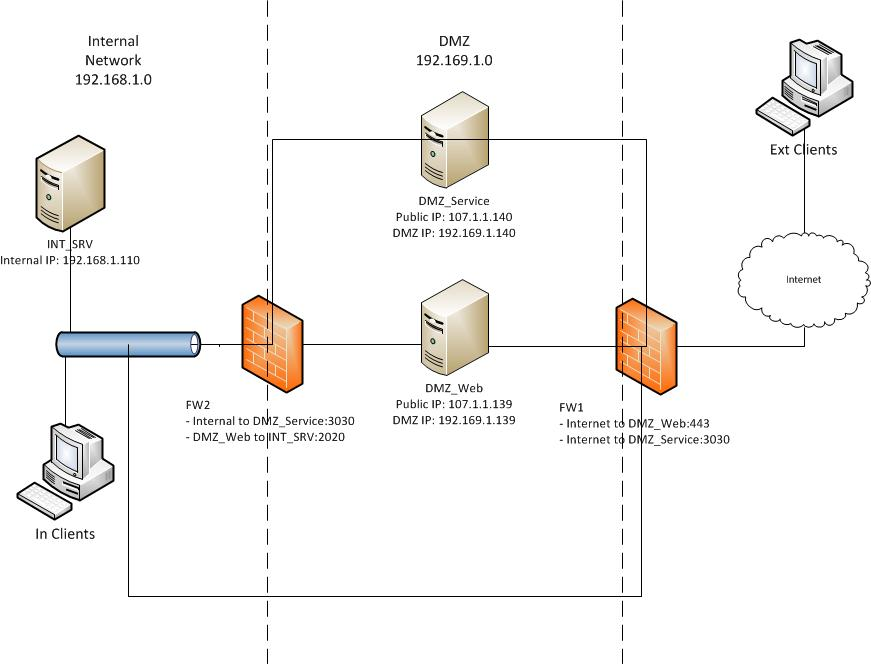 Internal
Network
192.168.1.0
DMZ
192.169.1.0
Ext Clients
INT_SRV
Internal IP: 192.168.1.110
DMZ_Service
Public IP: 107.1.1.140
DMZ IP: 192.169.1.140
Internet
FW2
- Internal to DMZ_Service:3030
- DMZ_Web to INT_SRV:2020
DMZ_Web
Public IP: 107.1.1.139
DMZ IP: 192.169.1.139
FW1
- Internet to DMZ_Web:443
- Internet to DMZ_Service:3030
In Clients